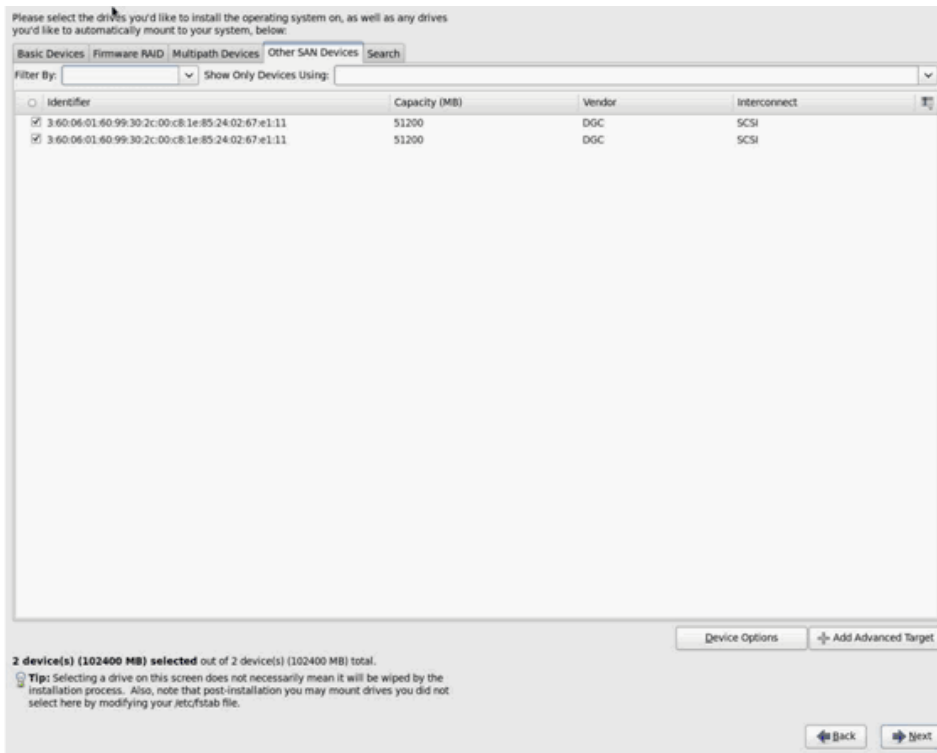 Please select the drives you'd like to install the operating system on, as well as any drives
you'd like to automatically mount to your system, below:
Basic Devices Firmware RAID Multipath Devices Other SAN Devices Search
Filter By: Show Only Devices Using:
Identifier Capacity (MB) Vendor Interconnect
3:60:06:01:60:99:30:2c:00:c8:1e:85:24:02:67:e1:11 51200 DGC SCSI
3:60:06:01:60:99:30:2c:00:c8:1e:85:24:02:67:e1:11 51200 DGC SCSI
Device Options Add Advanced Target
2 device(s) (102400 MB) selected out of 2 device(s) (102400 MB) total.
Tip: Selecting a drive on this screen does not necessarily mean it will be wiped by the
installation process. Also, note that post-installation you may mount drives you did not
select here by modifying your /etc/fstab file.
Back Next